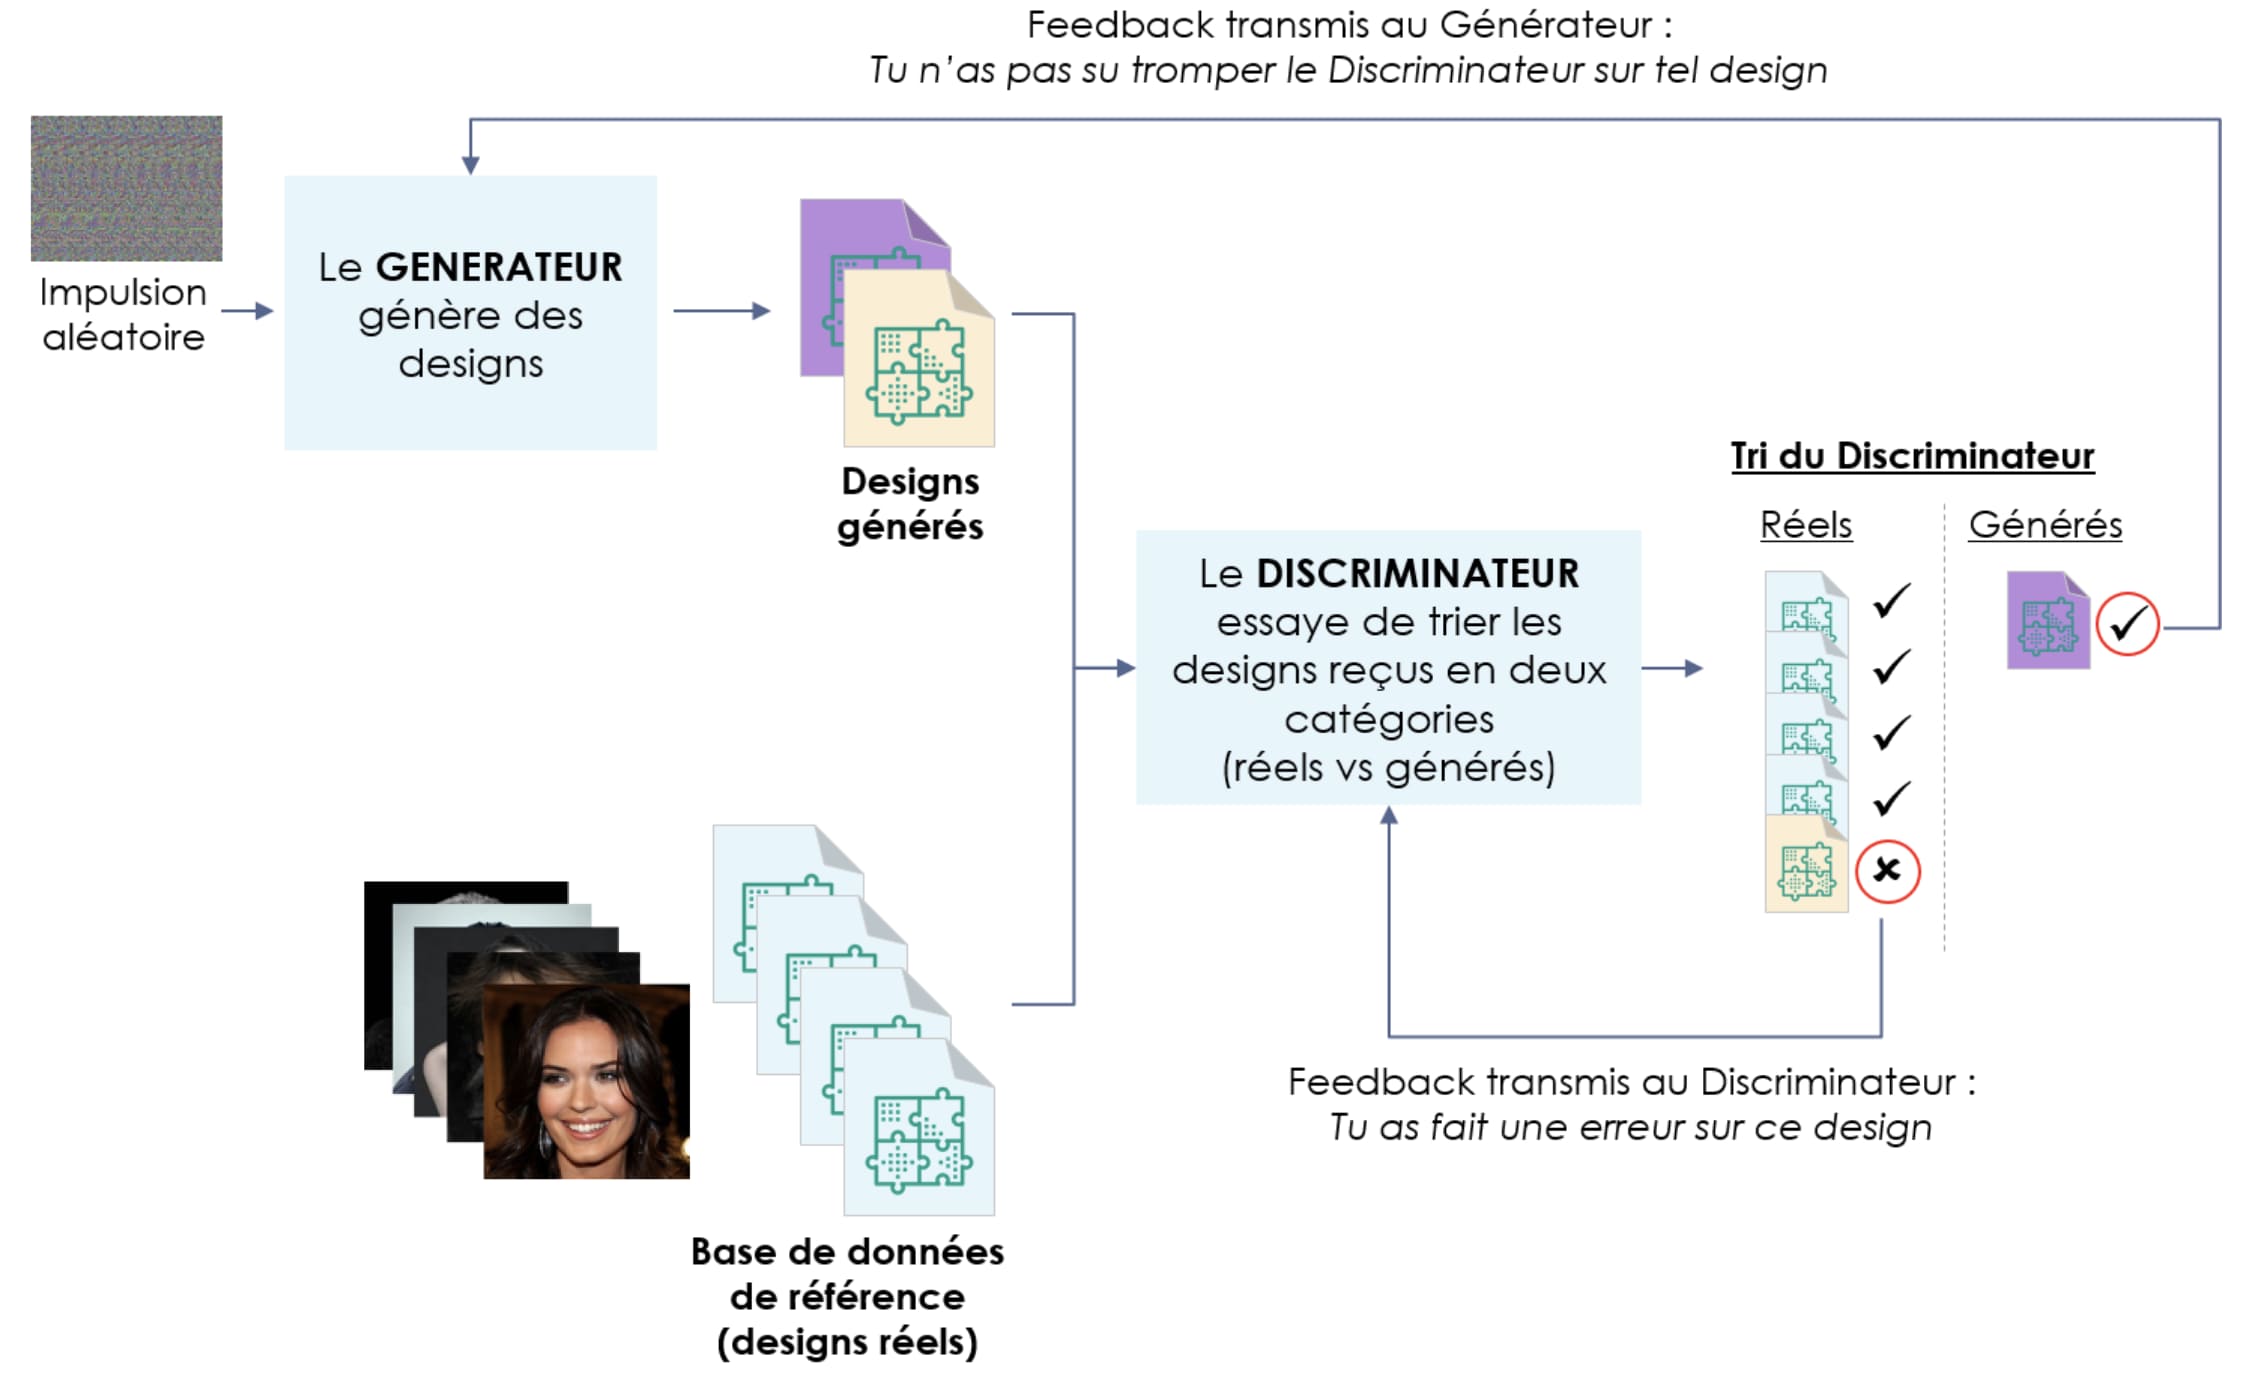 Feedback transmis au Générateur :
Tu n'as pas su tromper le Discriminateur sur tel design
Impulsion
aléatoire
Le GENERATEUR
génère des
designs
Designs
générés
Le DISCRIMINATEUR
essaye de trier les
designs reçus en deux
catégories
(réels vs générés)
Tri du Discriminateur
Réels
Générés
Feedback transmis au Discriminateur :
Tu as fait une erreur sur ce design
Base de données
de référence
(designs réels)